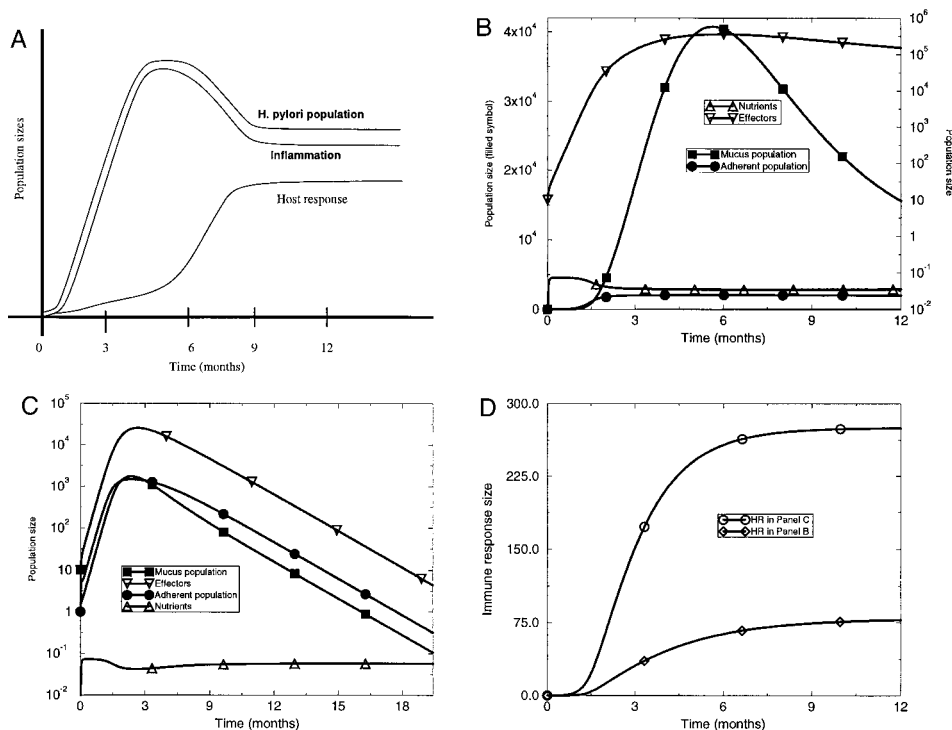 A
Population sizes
H. pylori population
Inflammation
Host response
0
3
6
9
12
Time (months)
B
Population size (filled symbol)
4x10^4
3x10^4
2x10^4
10^4
0
Nutrients
Effectors
Mucus population
Adherent population
10^6
10^5
10^4
10^3
10^2
10
1
10^-1
10^-2
Population size
0
3
6
9
12
Time (months)
C
Population size
10^5
10^4
10^3
10^2
10
1
10^-1
10^-2
Mucus population
Effectors
Adherent population
Nutrients
0
3
9
12
15
18
Time (months)
D
Immune response size
300.0
225.0
150.0
75.0
0.0
HR in Panel C
HR in Panel B
0
3
6
9
12
Time (months)